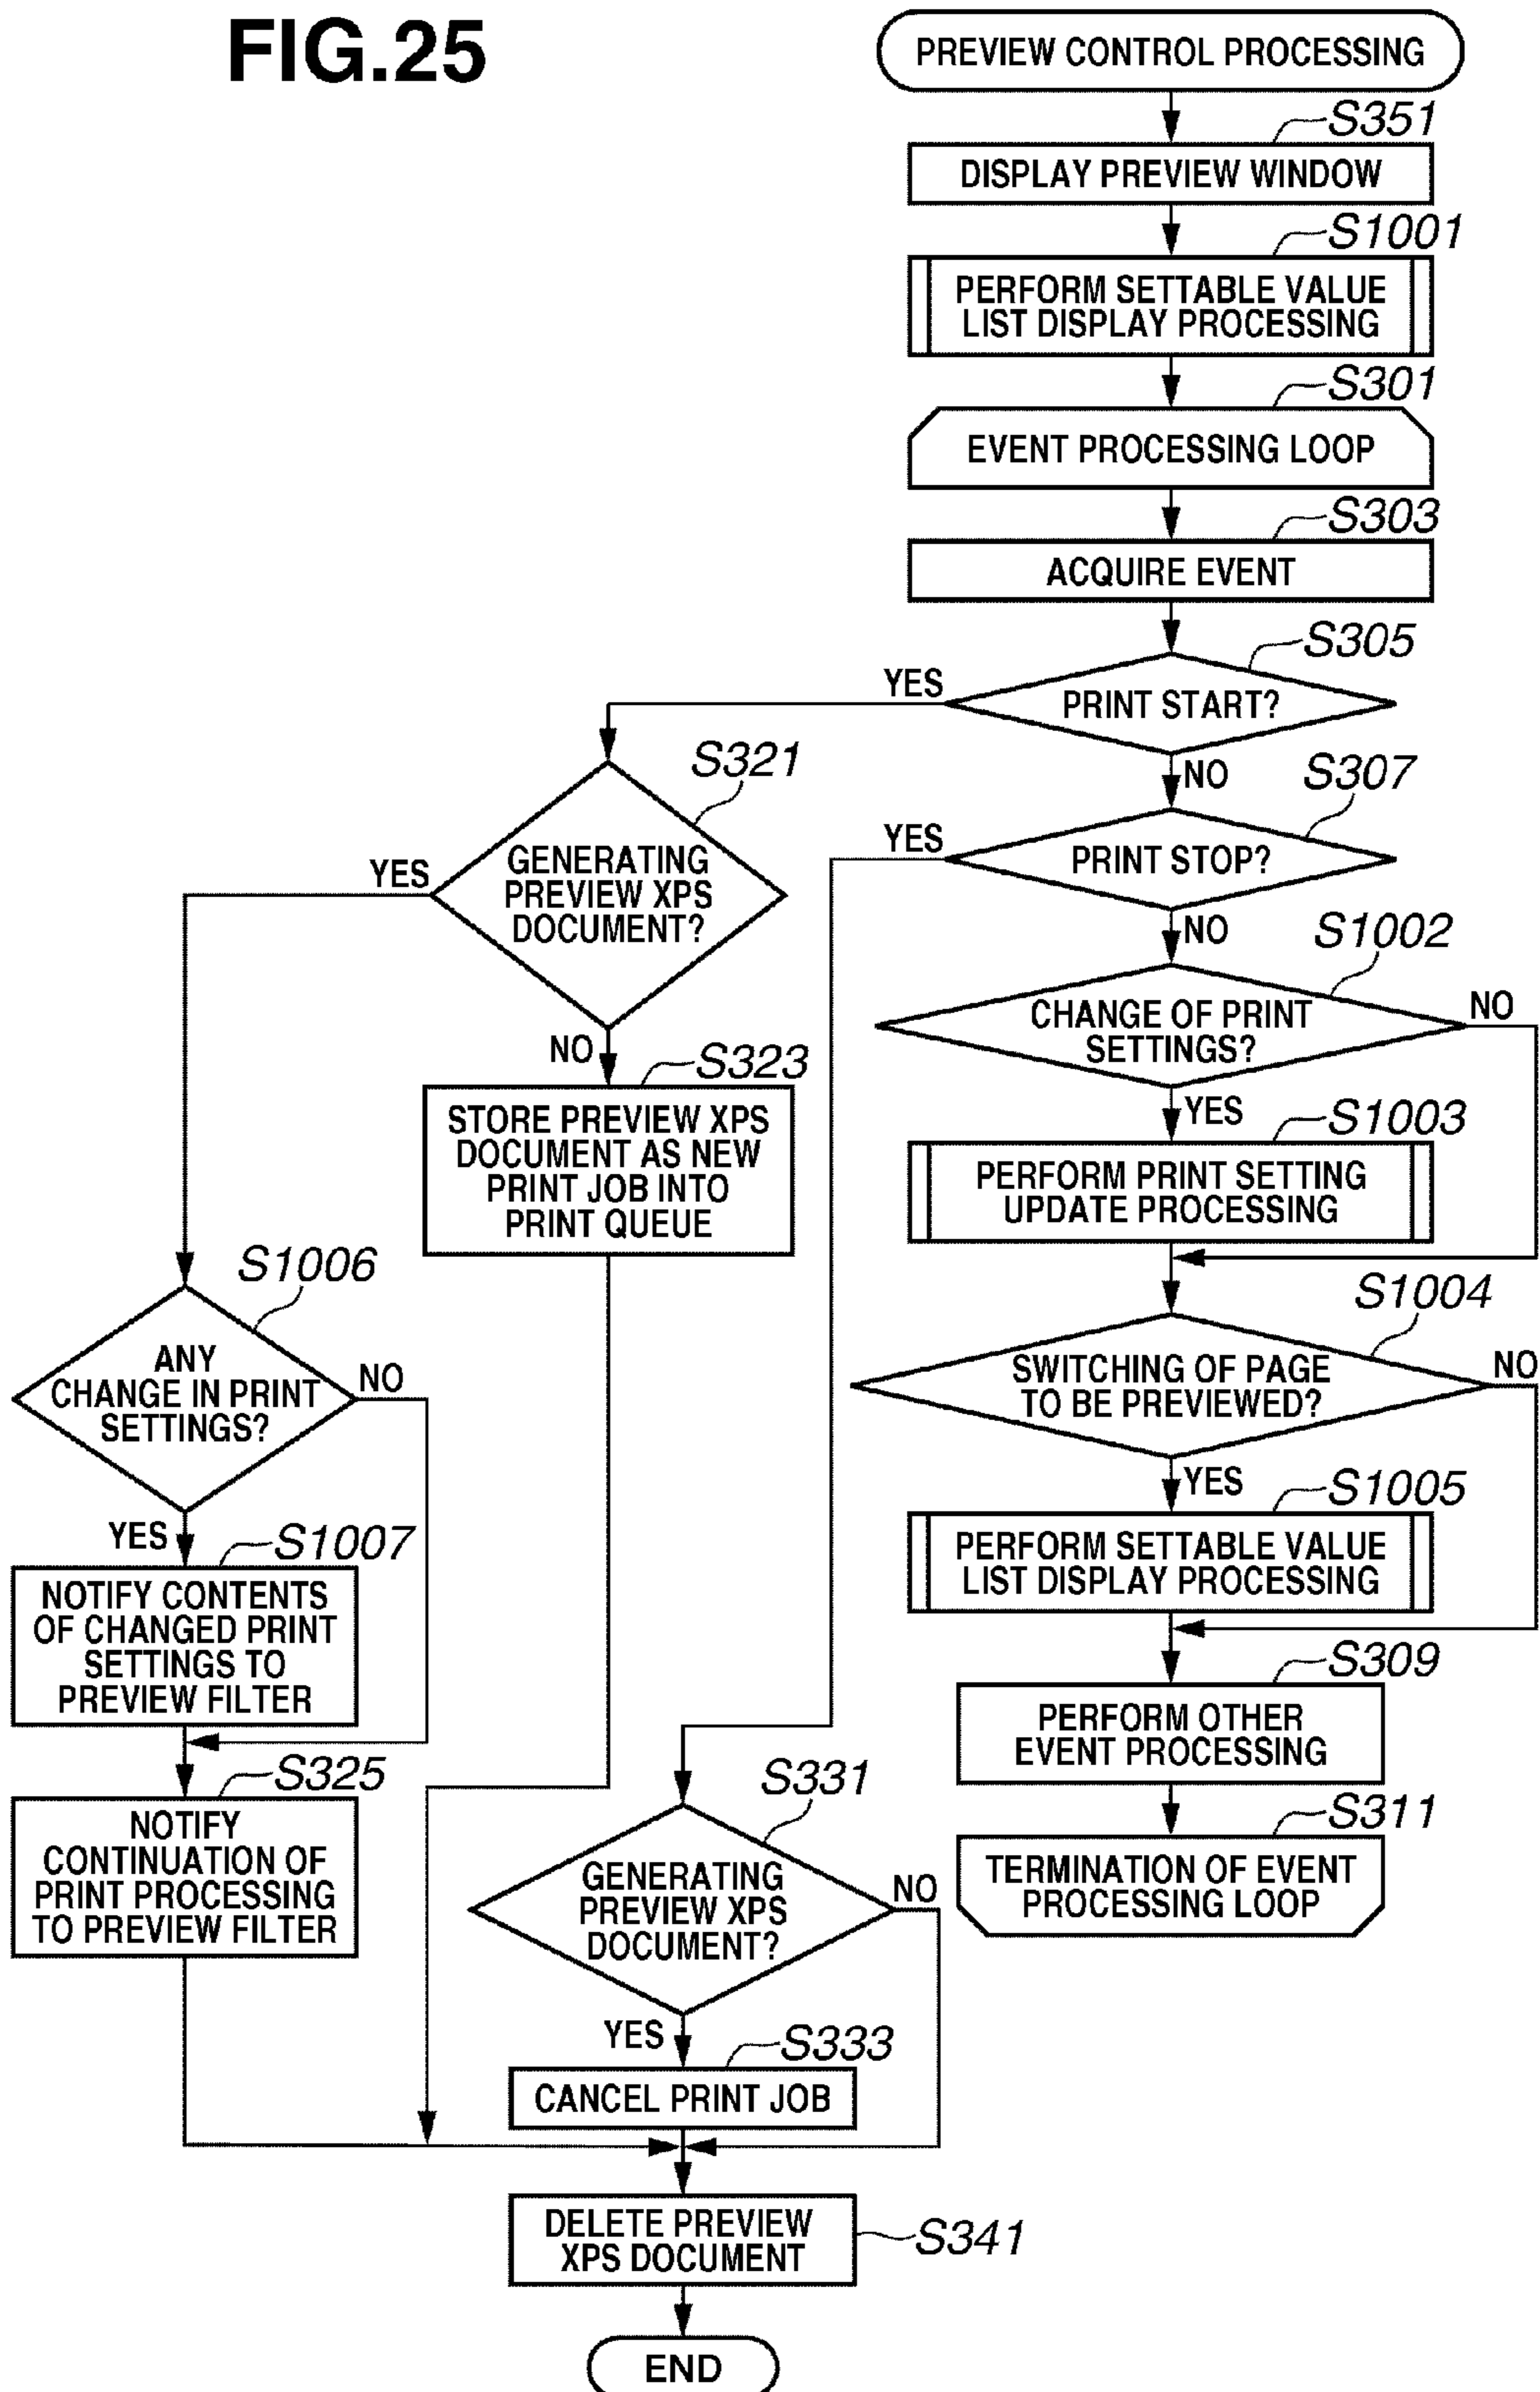 FIG.25
PREVIEW CONTROL PROCESSING
S351
DISPLAY PREVIEW WINDOW
S1001
PERFORM SETTABLE VALUE
LIST DISPLAY PROCESSING
S301
EVENT PROCESSING LOOP
S303
ACQUIRE EVENT
S305
PRINT START?
YES
NO
S307
PRINT STOP?
YES
NO
S1002
CHANGE OF PRINT
SETTINGS?
NO
YES
S1003
PERFORM PRINT SETTING
UPDATE PROCESSING
S1004
SWITCHING OF PAGE
TO BE PREVIEWED?
NO
YES
S1005
PERFORM SETTABLE VALUE
LIST DISPLAY PROCESSING
S309
PERFORM OTHER
EVENT PROCESSING
S311
TERMINATION OF EVENT
PROCESSING LOOP
S321
GENERATING
PREVIEW XPS
DOCUMENT?
YES
NO
S323
STORE PREVIEW XPS
DOCUMENT AS NEW
PRINT JOB INTO
PRINT QUEUE
S1006
ANY
CHANGE IN PRINT
SETTINGS?
NO
YES
S1007
NOTIFY CONTENTS
OF CHANGED PRINT
SETTINGS TO
PREVIEW FILTER
S325
NOTIFY
CONTINUATION OF
PRINT PROCESSING
TO PREVIEW FILTER
S331
GENERATING
PREVIEW XPS
DOCUMENT?
NO
YES
S333
CANCEL PRINT JOB
DELETE PREVIEW
XPS DOCUMENT
S341
END